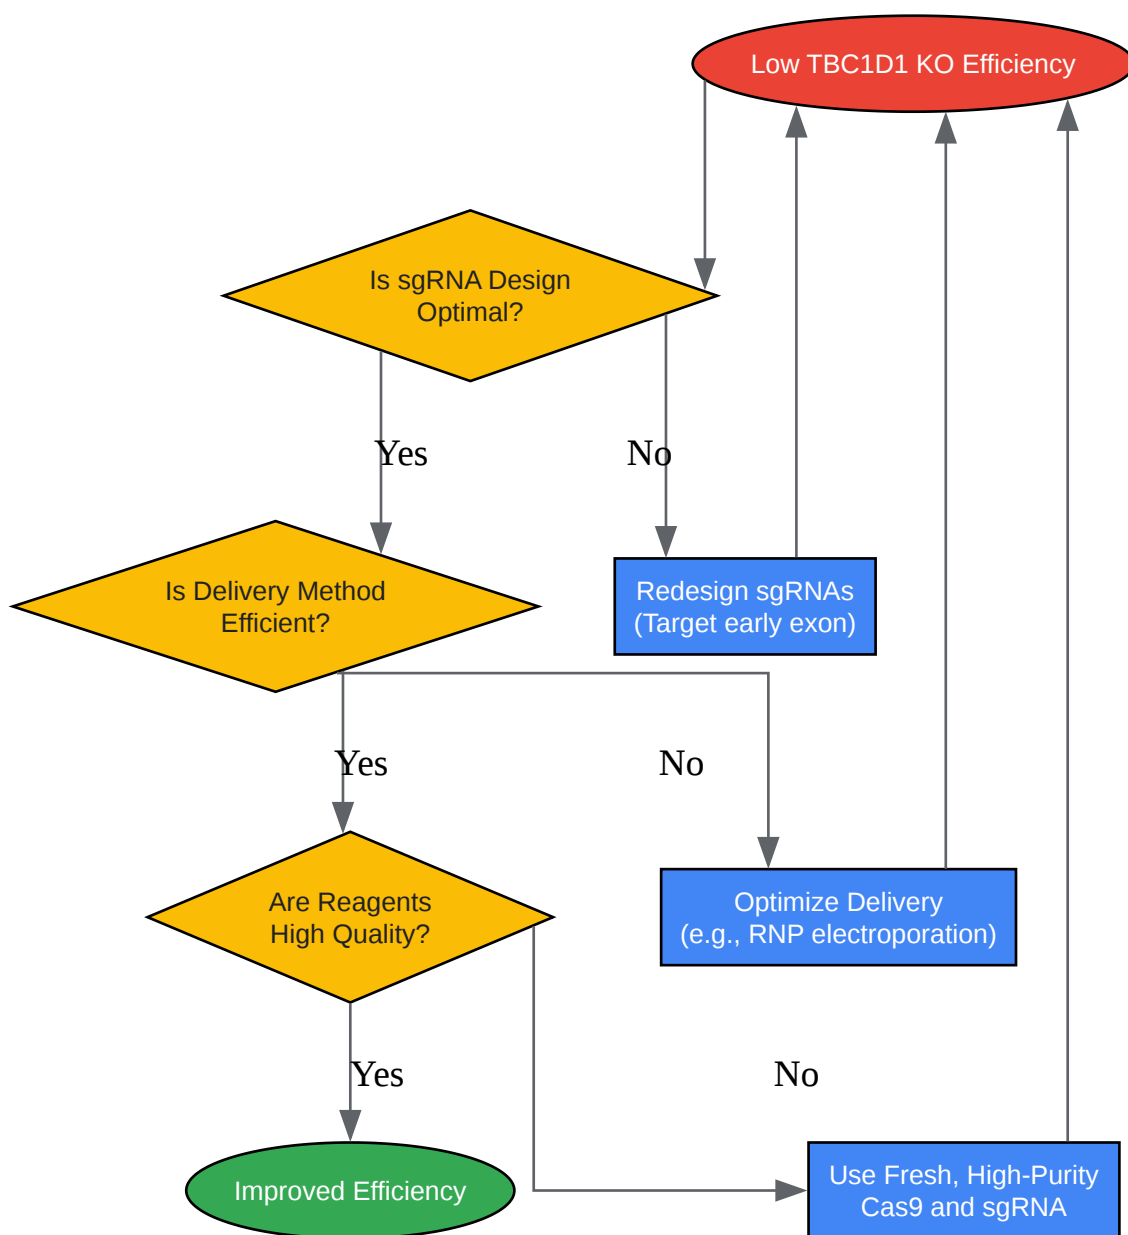 Low TBC1D1 KO Efficiency
Is sgRNA Design
Optimal?
Yes
No
Is Delivery Method
Efficient?
Redesign sgRNAs
(Target early exon)
Yes
No
Are Reagents
High Quality?
Optimize Delivery
(e.g., RNP electroporation)
Yes
No
Improved Efficiency
Use Fresh, High-Purity
Cas9 and sgRNA